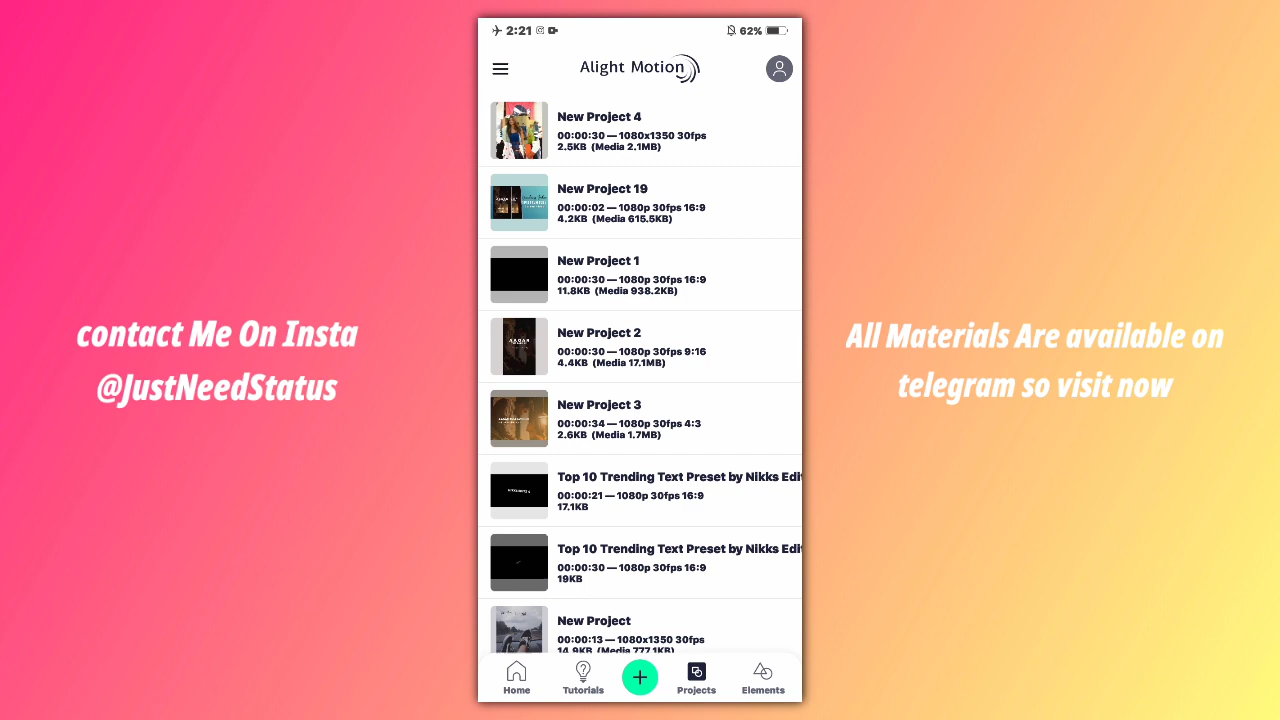 2:21
62%
Alight Motion
New Project 4
00:00:30 — 1080x1350 30fps
2.5KB (Media 2.1MB)
New Project 19
00:00:02 — 1080p 30fps 16:9
4.2KB (Media 615.5KB)
New Project 1
00:00:30 — 1080p 30fps 16:9
11.8KB (Media 938.2KB)
New Project 2
00:00:30 — 1080p 30fps 9:16
4.4KB (Media 17.1MB)
New Project 3
00:00:34 — 1080p 30fps 4:3
2.6KB (Media 1.7MB)
Top 10 Trending Text Preset by Nikks Edit
00:00:21 — 1080p 30fps 16:9
17.1KB
Top 10 Trending Text Preset by Nikks Edit
00:00:30 — 1080p 30fps 16:9
19KB
New Project
00:00:13 — 1080x1350 30fps
14.9KB (Media 777.1KB)
Home
Tutorials
Projects
Elements
contact Me On Insta
@JustNeedStatus
All Materials Are available on
telegram so visit now